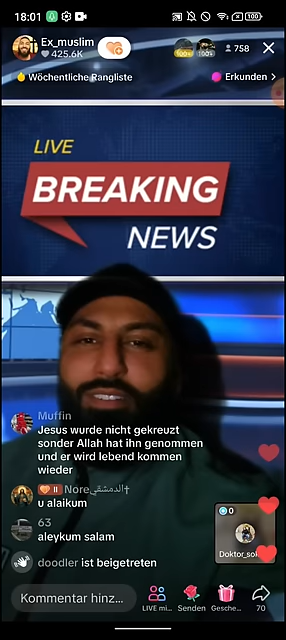 18:01
100
Ex_muslim
425.6K
758
Wöchentliche Rangliste
Erkunden
LIVE
BREAKING
NEWS
Muffin
Jesus wurde nicht gekreuzt
sonder Allah hat ihn genommen
und er wird lebend kommen
wieder
II Nore الدمشقي
u alaikum
63
aleykum salam
doodler ist beigetreten
0
Kommentar hinz...
LIVE mi...
Senden
Gesche...
70